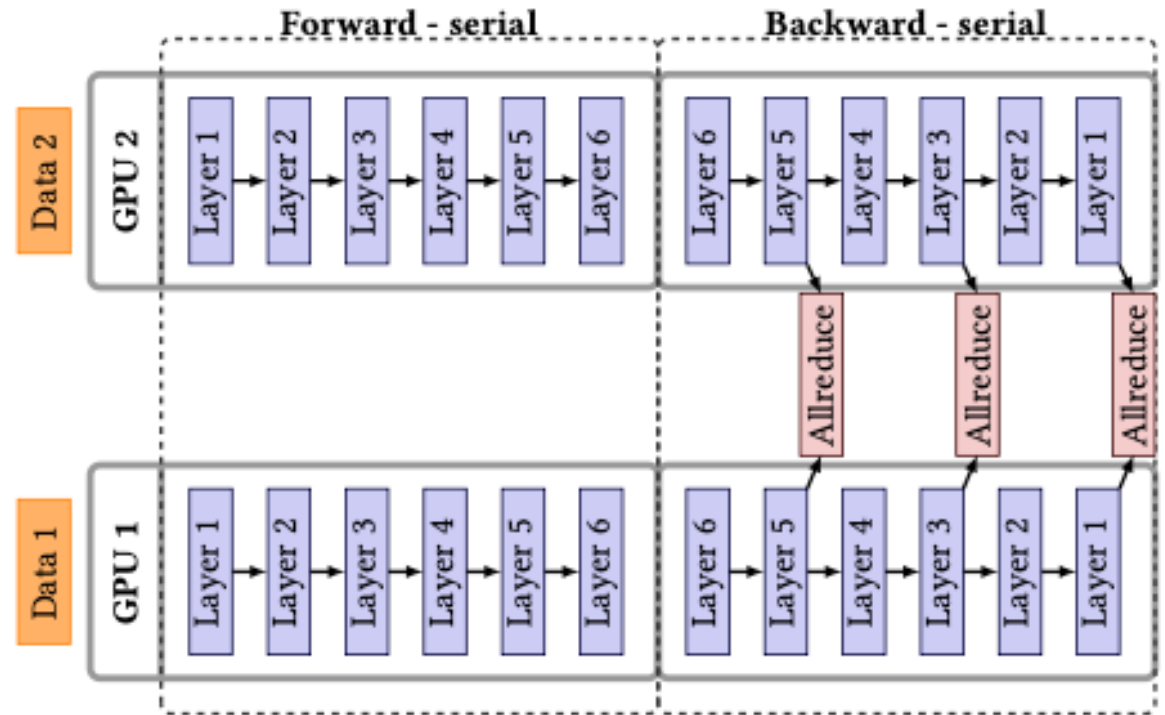 Forward - serial
Backward - serial
Data 2
GPU 2
Layer 1
Layer 2
Layer 3
Layer 4
Layer 5
Layer 6
Layer 6
Layer 5
Layer 4
Layer 3
Layer 2
Layer 1
Allreduce
Allreduce
Allreduce
Data 1
GPU 1
Layer 1
Layer 2
Layer 3
Layer 4
Layer 5
Layer 6
Layer 6
Layer 5
Layer 4
Layer 3
Layer 2
Layer 1